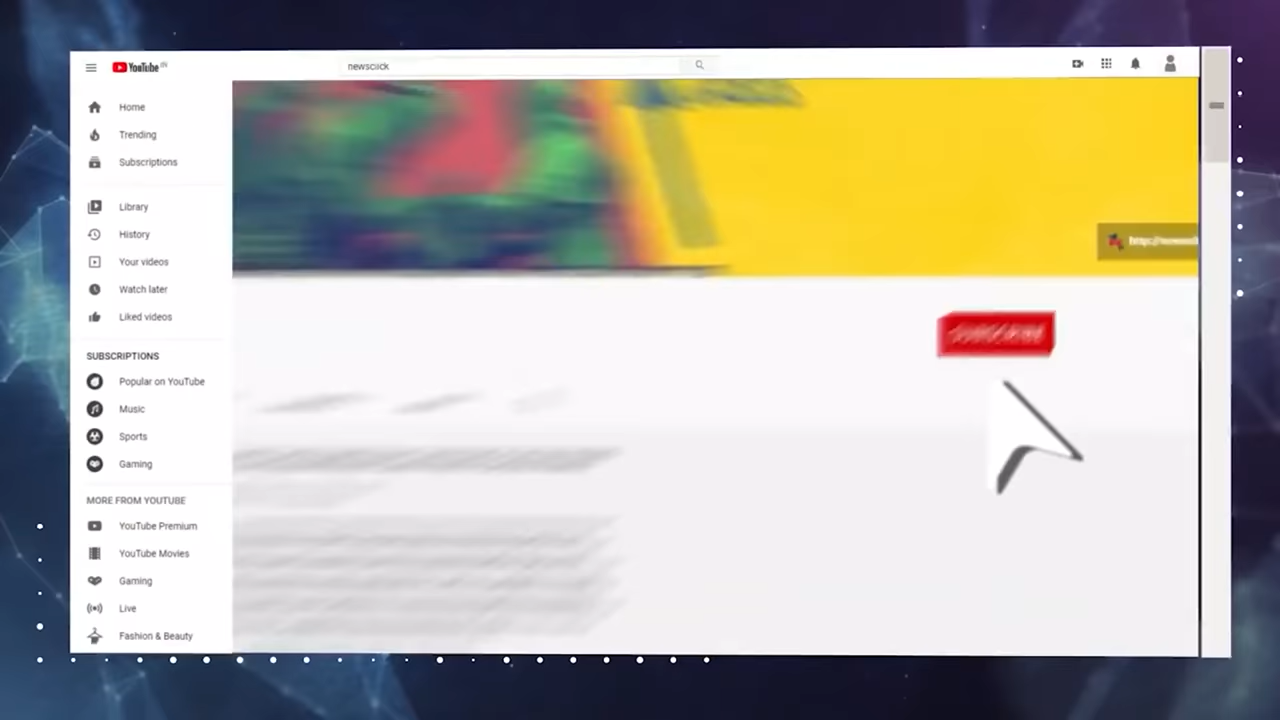 YouTube
newsclick
Home
Trending
Subscriptions
Library
History
Your videos
Watch later
Liked videos
SUBSCRIPTIONS
Popular on YouTube
Music
Sports
Gaming
MORE FROM YOUTUBE
YouTube Premium
YouTube Movies
Gaming
Live
Fashion & Beauty
SUBSCRIBE